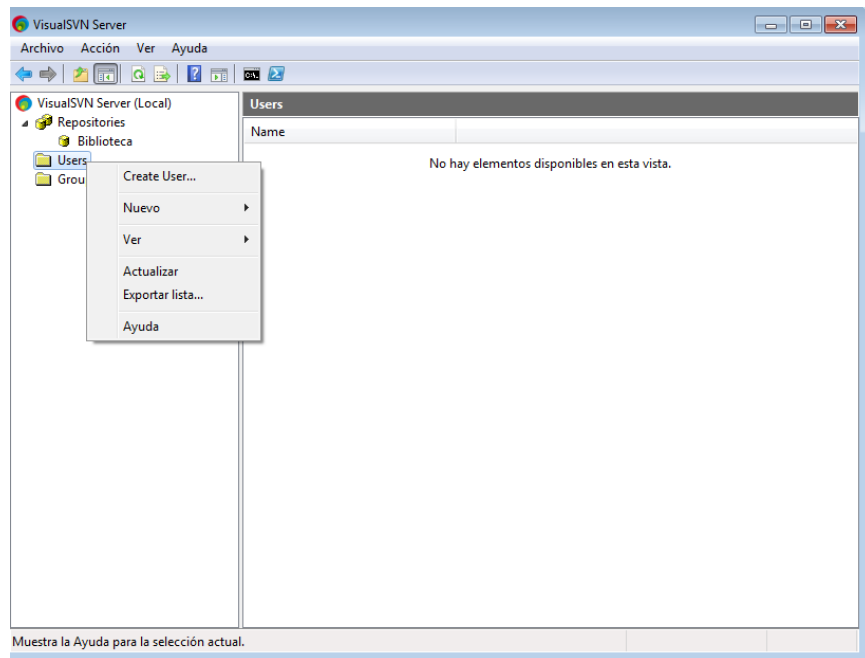 VisualSVN Server
Archivo Acción Ver Ayuda
VisualSVN Server (Local)
Repositories
Biblioteca
Users
Grou
Create User...
Nuevo
Ver
Actualizar
Exportar lista...
Ayuda
Users
Name
No hay elementos disponibles en esta vista.
Muestra la Ayuda para la selección actual.